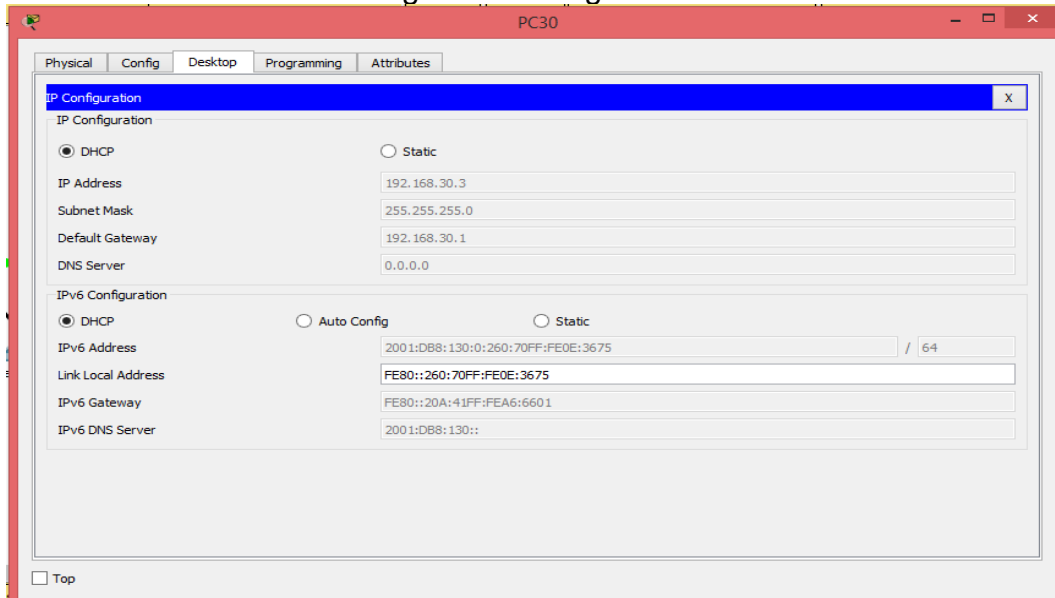 PC30
Physical Config Desktop Programming Attributes
IP Configuration X
IP Configuration
DHCP Static
IP Address 192.168.30.3
Subnet Mask 255.255.255.0
Default Gateway 192.168.30.1
DNS Server 0.0.0.0
IPv6 Configuration
DHCP Auto Config Static
IPv6 Address 2001:DB8:130:0:260:70FF:FE0E:3675 / 64
Link Local Address FE80::260:70FF:FE0E:3675
IPv6 Gateway FE80::20A:41FF:FEA6:6601
IPv6 DNS Server 2001:DB8:130::
Top